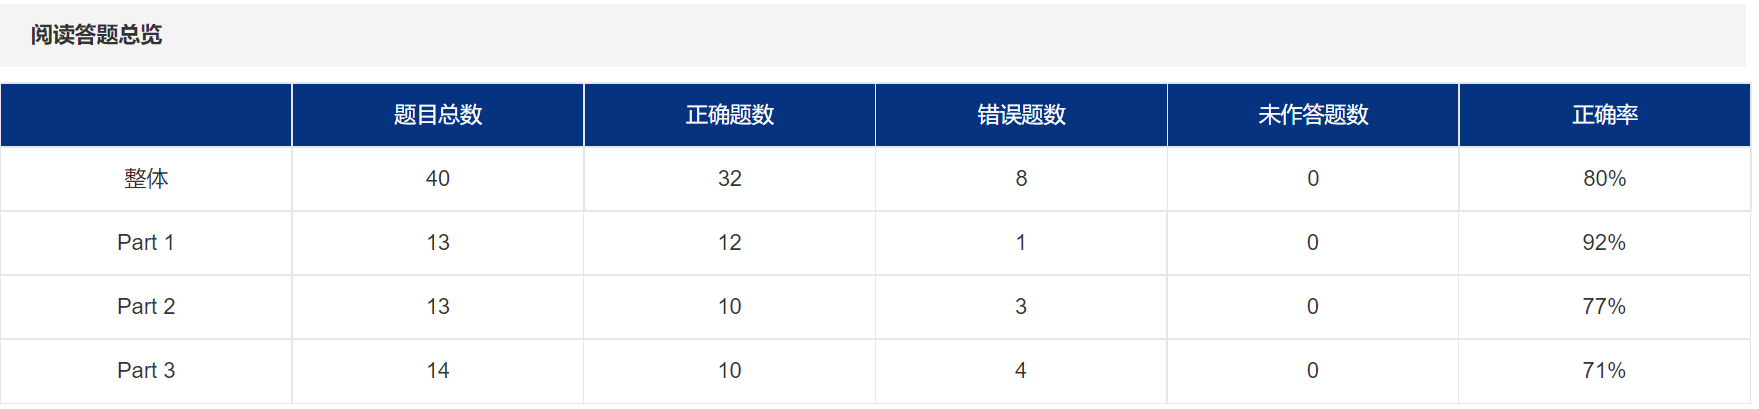 阅读答题总览
题目总数 正确题数 错误题数 未作答题数 正确率
整体 40 32 8 0 80%
Part 1 13 12 1 0 92%
Part 2 13 10 3 0 77%
Part 3 14 10 4 0 71%